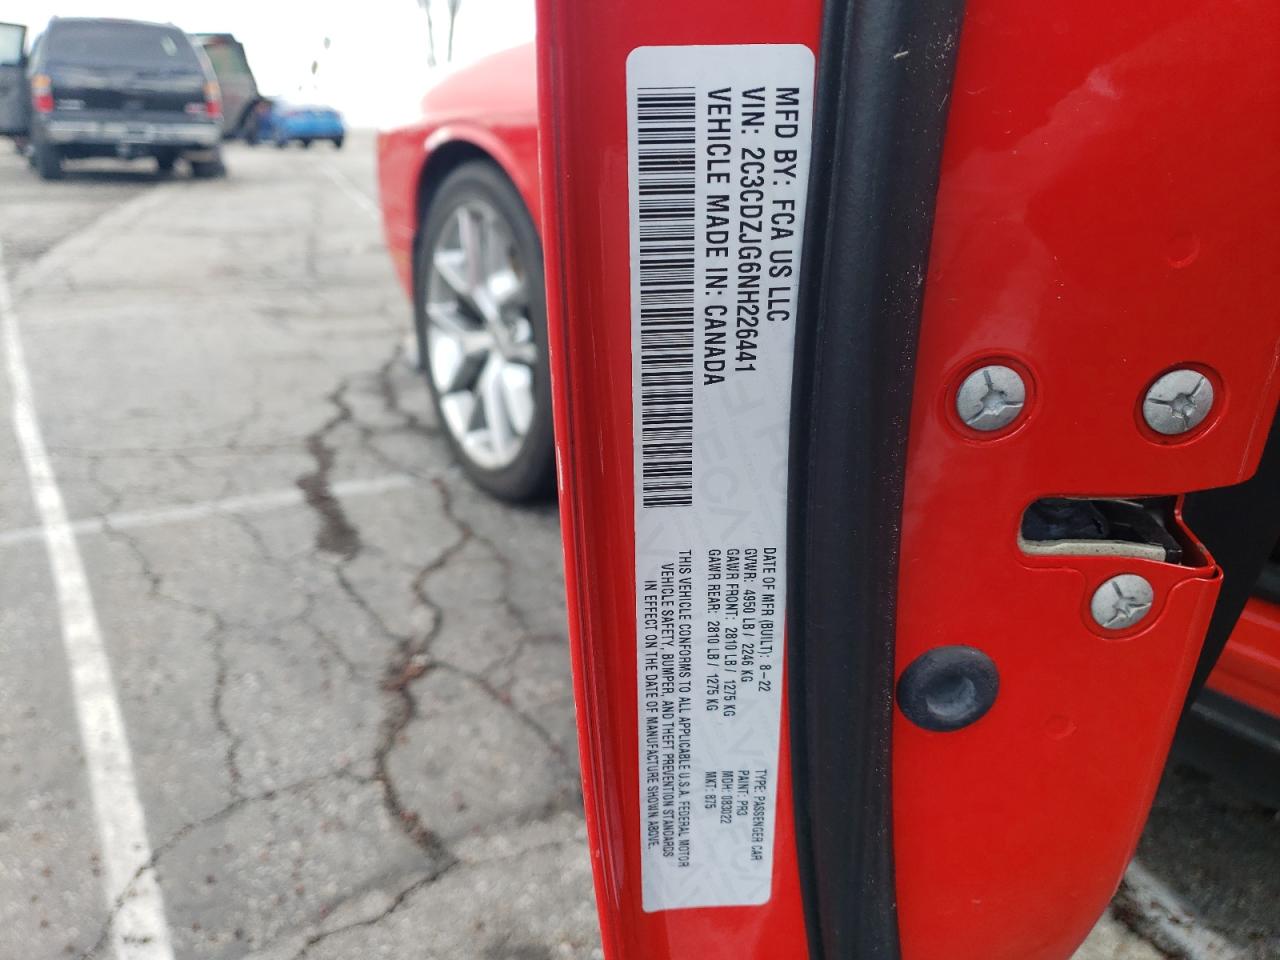 MFD BY: FCA US LLC
VIN: 2C3CDZJG6NH226441
VEHICLE MADE IN: CANADA
DATE OF MFR (BUILT): 8-22
GVWR: 4950 LB / 2246 KG
GAWR FRONT: 2810 LB / 1275 KG
GAWR REAR: 2810 LB / 1275 KG
TYPE: PASSENGER CAR
PAINT: PR3
MDH: 083022
MKT: 875
THIS VEHICLE CONFORMS TO ALL APPLICABLE U.S.A. FEDERAL MOTOR
VEHICLE SAFETY, BUMPER, AND THEFT PREVENTION STANDARDS
IN EFFECT ON THE DATE OF MANUFACTURE SHOWN ABOVE.